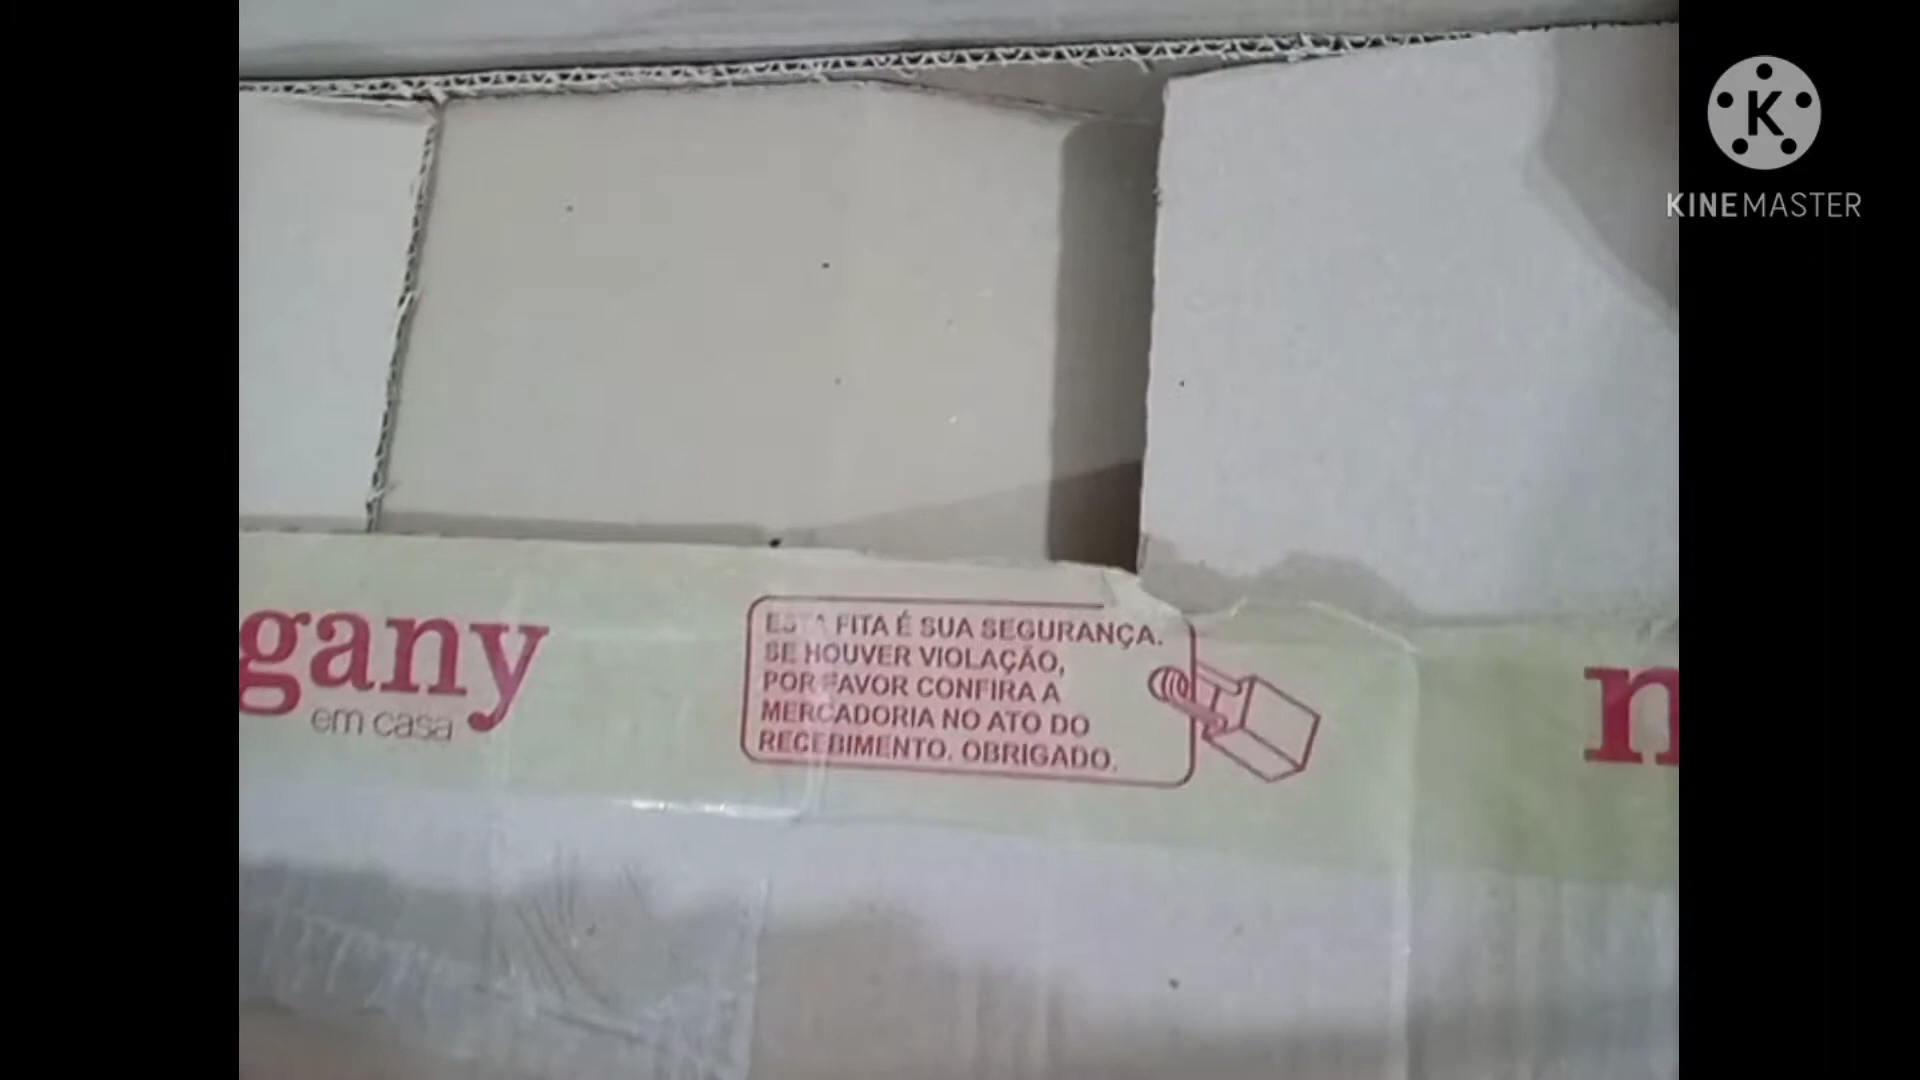 KINEMASTER
gany
em casa
ESTA FITA É SUA SEGURANÇA.
SE HOUVER VIOLAÇÃO,
POR FAVOR CONFIRA A
MERCADORIA NO ATO DO
RECEBIMENTO. OBRIGADO.